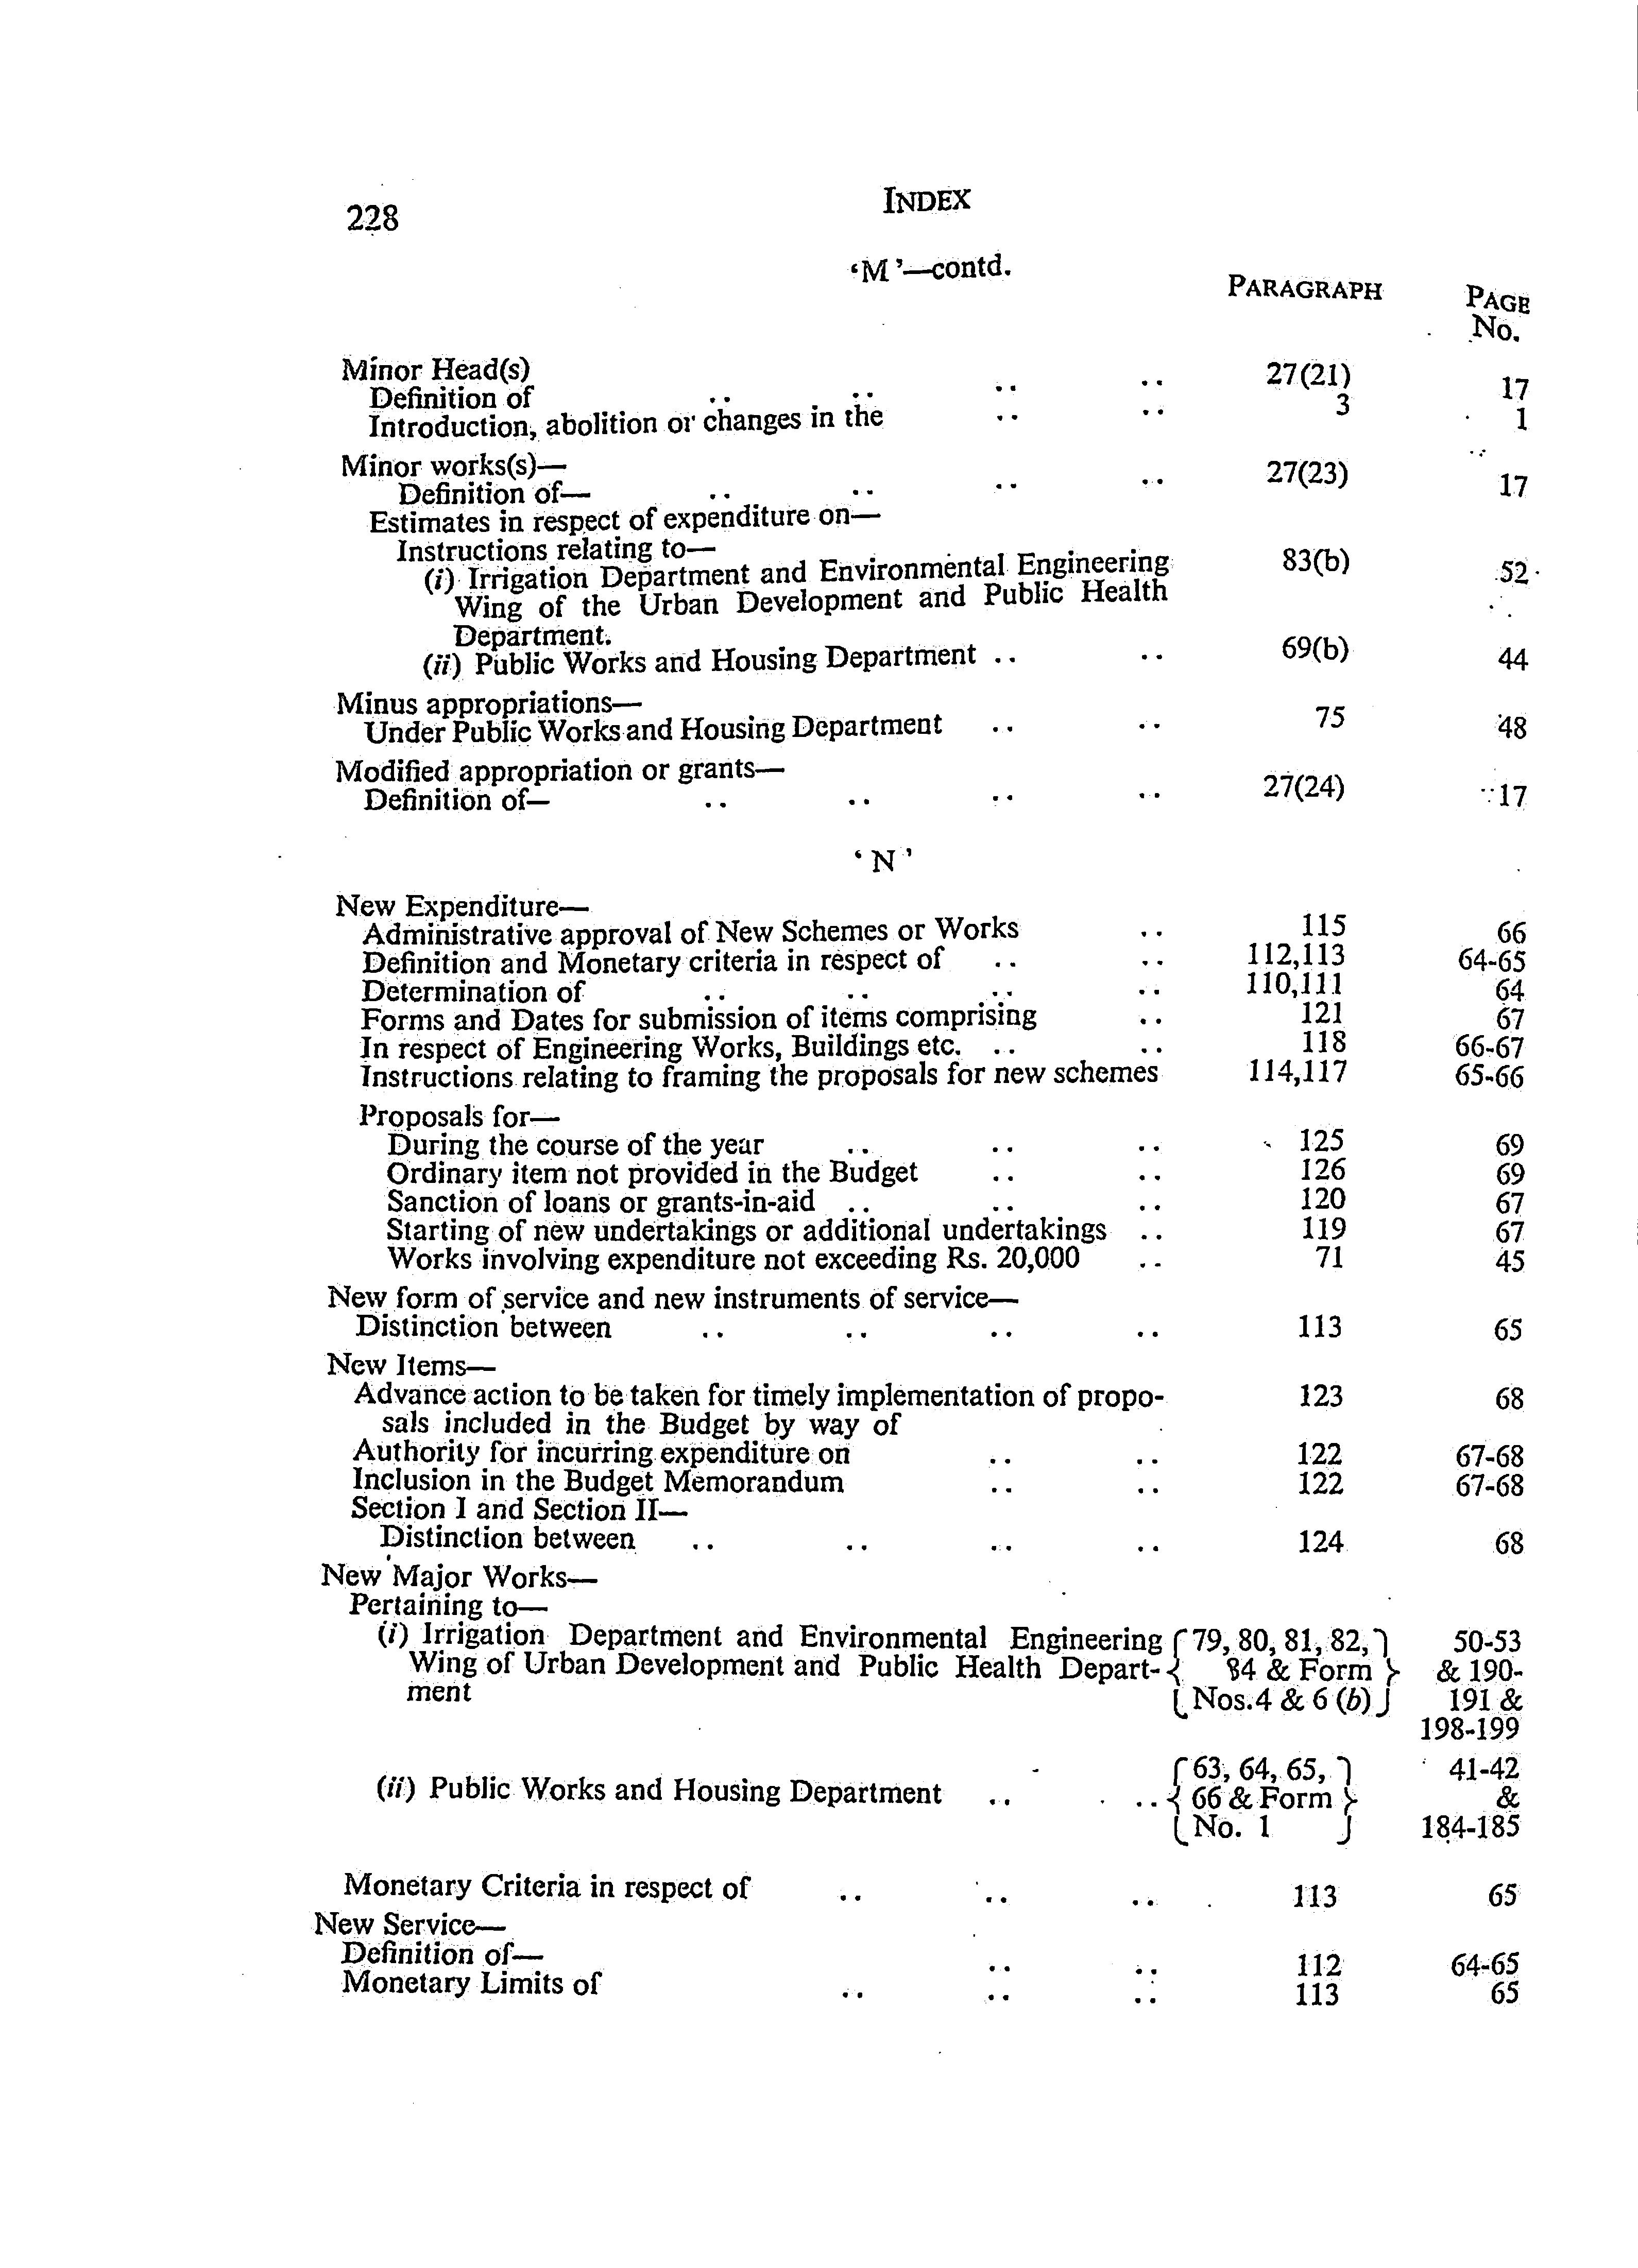 228
INDEX
‘M’—contd.
PARAGRAPH PAGE
No.
Minor Head(s)
Definition of .. .. .. .. 27(21) 17
Introduction, abolition or changes in the .. .. 3 1
Minor works(s)—
Definition of— .. .. .. .. 27(23) 17
Estimates in respect of expenditure on—
Instructions relating to—
(i) Irrigation Department and Environmental Engineering 83(b) 52
Wing of the Urban Development and Public Health
Department.
(ii) Public Works and Housing Department .. .. 69(b) 44
Minus appropriations—
Under Public Works and Housing Department .. .. 75 48
Modified appropriation or grants—
Definition of— .. .. .. .. 27(24) 17
‘N’
New Expenditure—
Administrative approval of New Schemes or Works .. 115 66
Definition and Monetary criteria in respect of .. .. 112,113 64-65
Determination of .. .. .. .. 110,111 64
Forms and Dates for submission of items comprising .. 121 67
In respect of Engineering Works, Buildings etc. .. .. 118 66-67
Instructions relating to framing the proposals for new schemes 114,117 65-66
Proposals for—
During the course of the year .. .. .. 125 69
Ordinary item not provided in the Budget .. .. 126 69
Sanction of loans or grants-in-aid .. .. .. 120 67
Starting of new undertakings or additional undertakings .. 119 67
Works involving expenditure not exceeding Rs. 20,000 .. 71 45
New form of service and new instruments of service—
Distinction between .. .. .. .. 113 65
New Items—
Advance action to be taken for timely implementation of propo- 123 68
sals included in the Budget by way of
Authority for incurring expenditure on .. .. 122 67-68
Inclusion in the Budget Memorandum .. .. 122 67-68
Section I and Section II—
Distinction between .. .. .. .. 124 68
New Major Works—
Pertaining to—
(i) Irrigation Department and Environmental Engineering { 79, 80, 81, 82, } 50-53
Wing of Urban Development and Public Health Depart- 84 & Form & 190-
ment Nos.4 & 6 (b) 191 &
198-199
63, 64, 65, 41-42
(ii) Public Works and Housing Department .. .. { 66 & Form } &
No. 1 184-185
Monetary Criteria in respect of .. .. .. 113 65
New Service—
Definition of— .. .. 112 64-65
Monetary Limits of .. .. .. 113 65